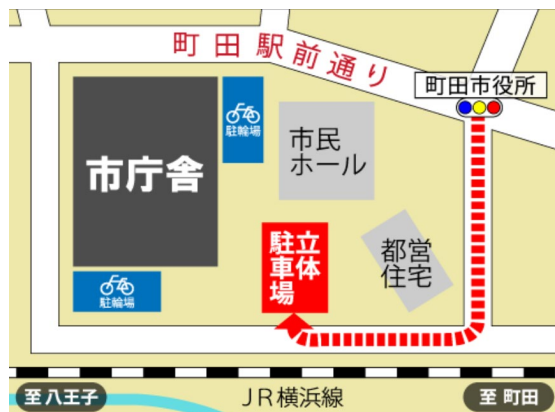 町田駅前通り
町田市役所
駐輪場
市民
ホール
市庁舎
立体
駐車場
都営
住宅
駐輪場
至八王子
JR横浜線
至 町田